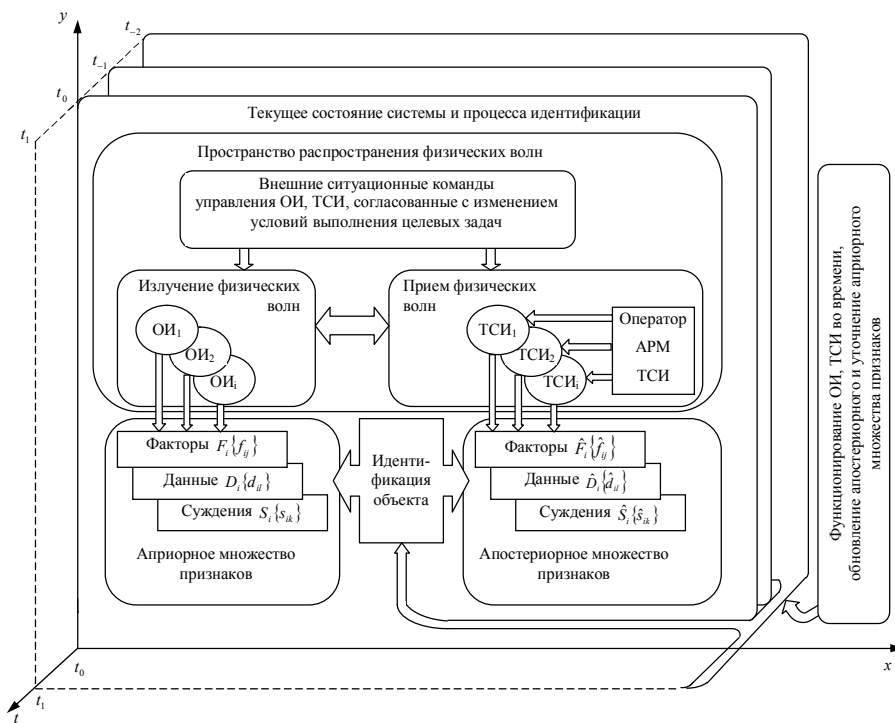 y
t₋₂
t₋₁
t₀
t₁
Текущее состояние системы и процесса идентификации
Пространство распространения физических волн
Внешние ситуационные команды
управления ОИ, ТСИ, согласованные с изменением
условий выполнения целевых задач
Излучение физических
волн
ОИ₁
ОИ₂
ОИᵢ
Прием физических
волн
ТСИ₁
ТСИ₂
ТСИᵢ
Оператор
АРМ
ТСИ
Факторы Fᵢ{fᵢⱼ}
Данные Dᵢ{dᵢₗ}
Суждения Sᵢ{sᵢₖ}
Априорное множество
признаков
Иденти-
фикация
объекта
Факторы F̂ᵢ{f̂ᵢⱼ}
Данные D̂ᵢ{d̂ᵢₗ}
Суждения Ŝᵢ{ŝᵢₖ}
Апостериорное множество
признаков
Функционирование ОИ, ТСИ во времени,
обновление апостериорного и уточнение априорного
множества признаков
t₀
x
t₁
t